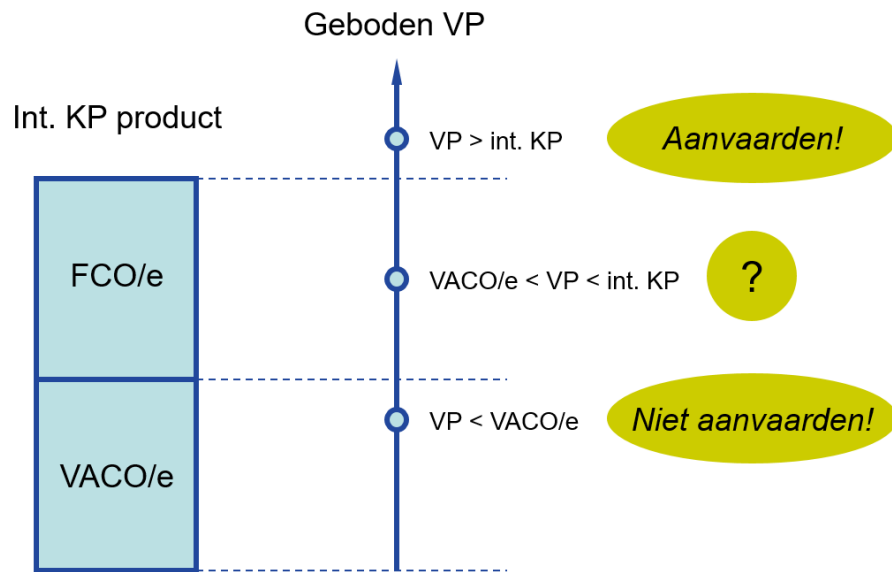 Geboden VP
Int. KP product
VP > int. KP
Aanvaarden!
FCO/e
VACO/e < VP < int. KP
?
VP < VACO/e
Niet aanvaarden!
VACO/e